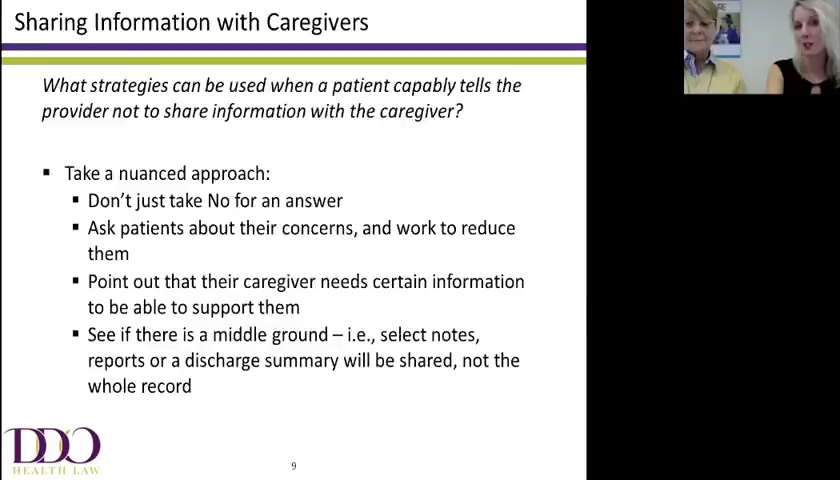 Sharing Information with Caregivers
What strategies can be used when a patient capably tells the
provider not to share information with the caregiver?
▪ Take a nuanced approach:
▪ Don't just take No for an answer
▪ Ask patients about their concerns, and work to reduce
them
▪ Point out that their caregiver needs certain information
to be able to support them
▪ See if there is a middle ground – i.e., select notes,
reports or a discharge summary will be shared, not the
whole record
DDO
HEALTH LAW
9